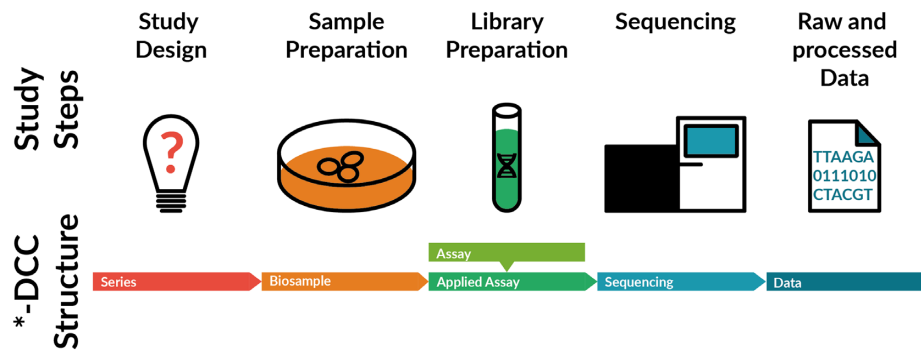 Study
Design
Sample
Preparation
Library
Preparation
Sequencing
Raw and
processed
Data
Study
Steps
?
TTAAGA
0111010
CTACGT
*-DCC
Structure
Assay
Series
Biosample
Applied Assay
Sequencing
Data